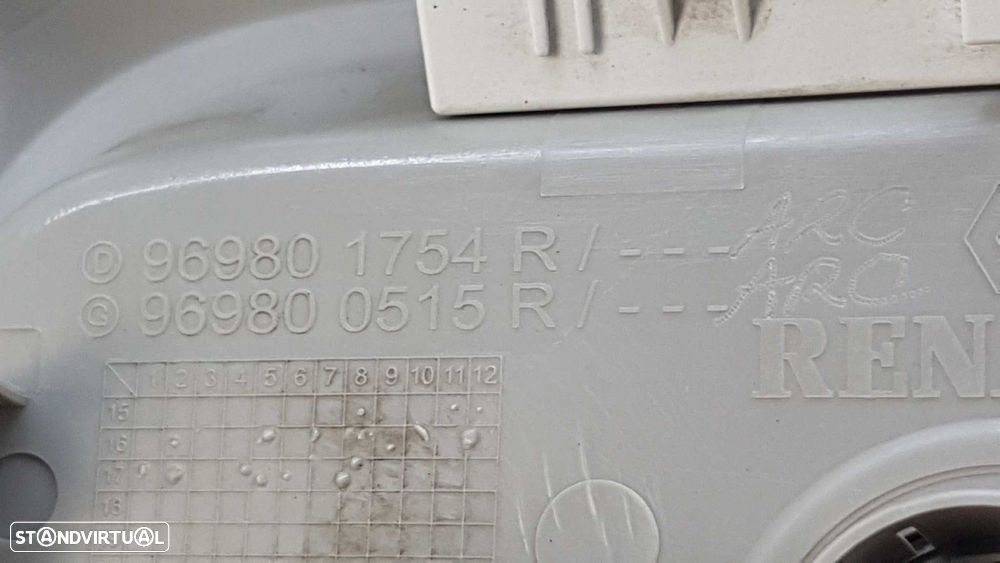 D 96980 1754 R / - - - ARC
G 96980 0515 R / - - - ARC
REN
1 2 3 4 5 6 7 8 9 10 11 12
15
16
17
18
STANDVIRTUAL